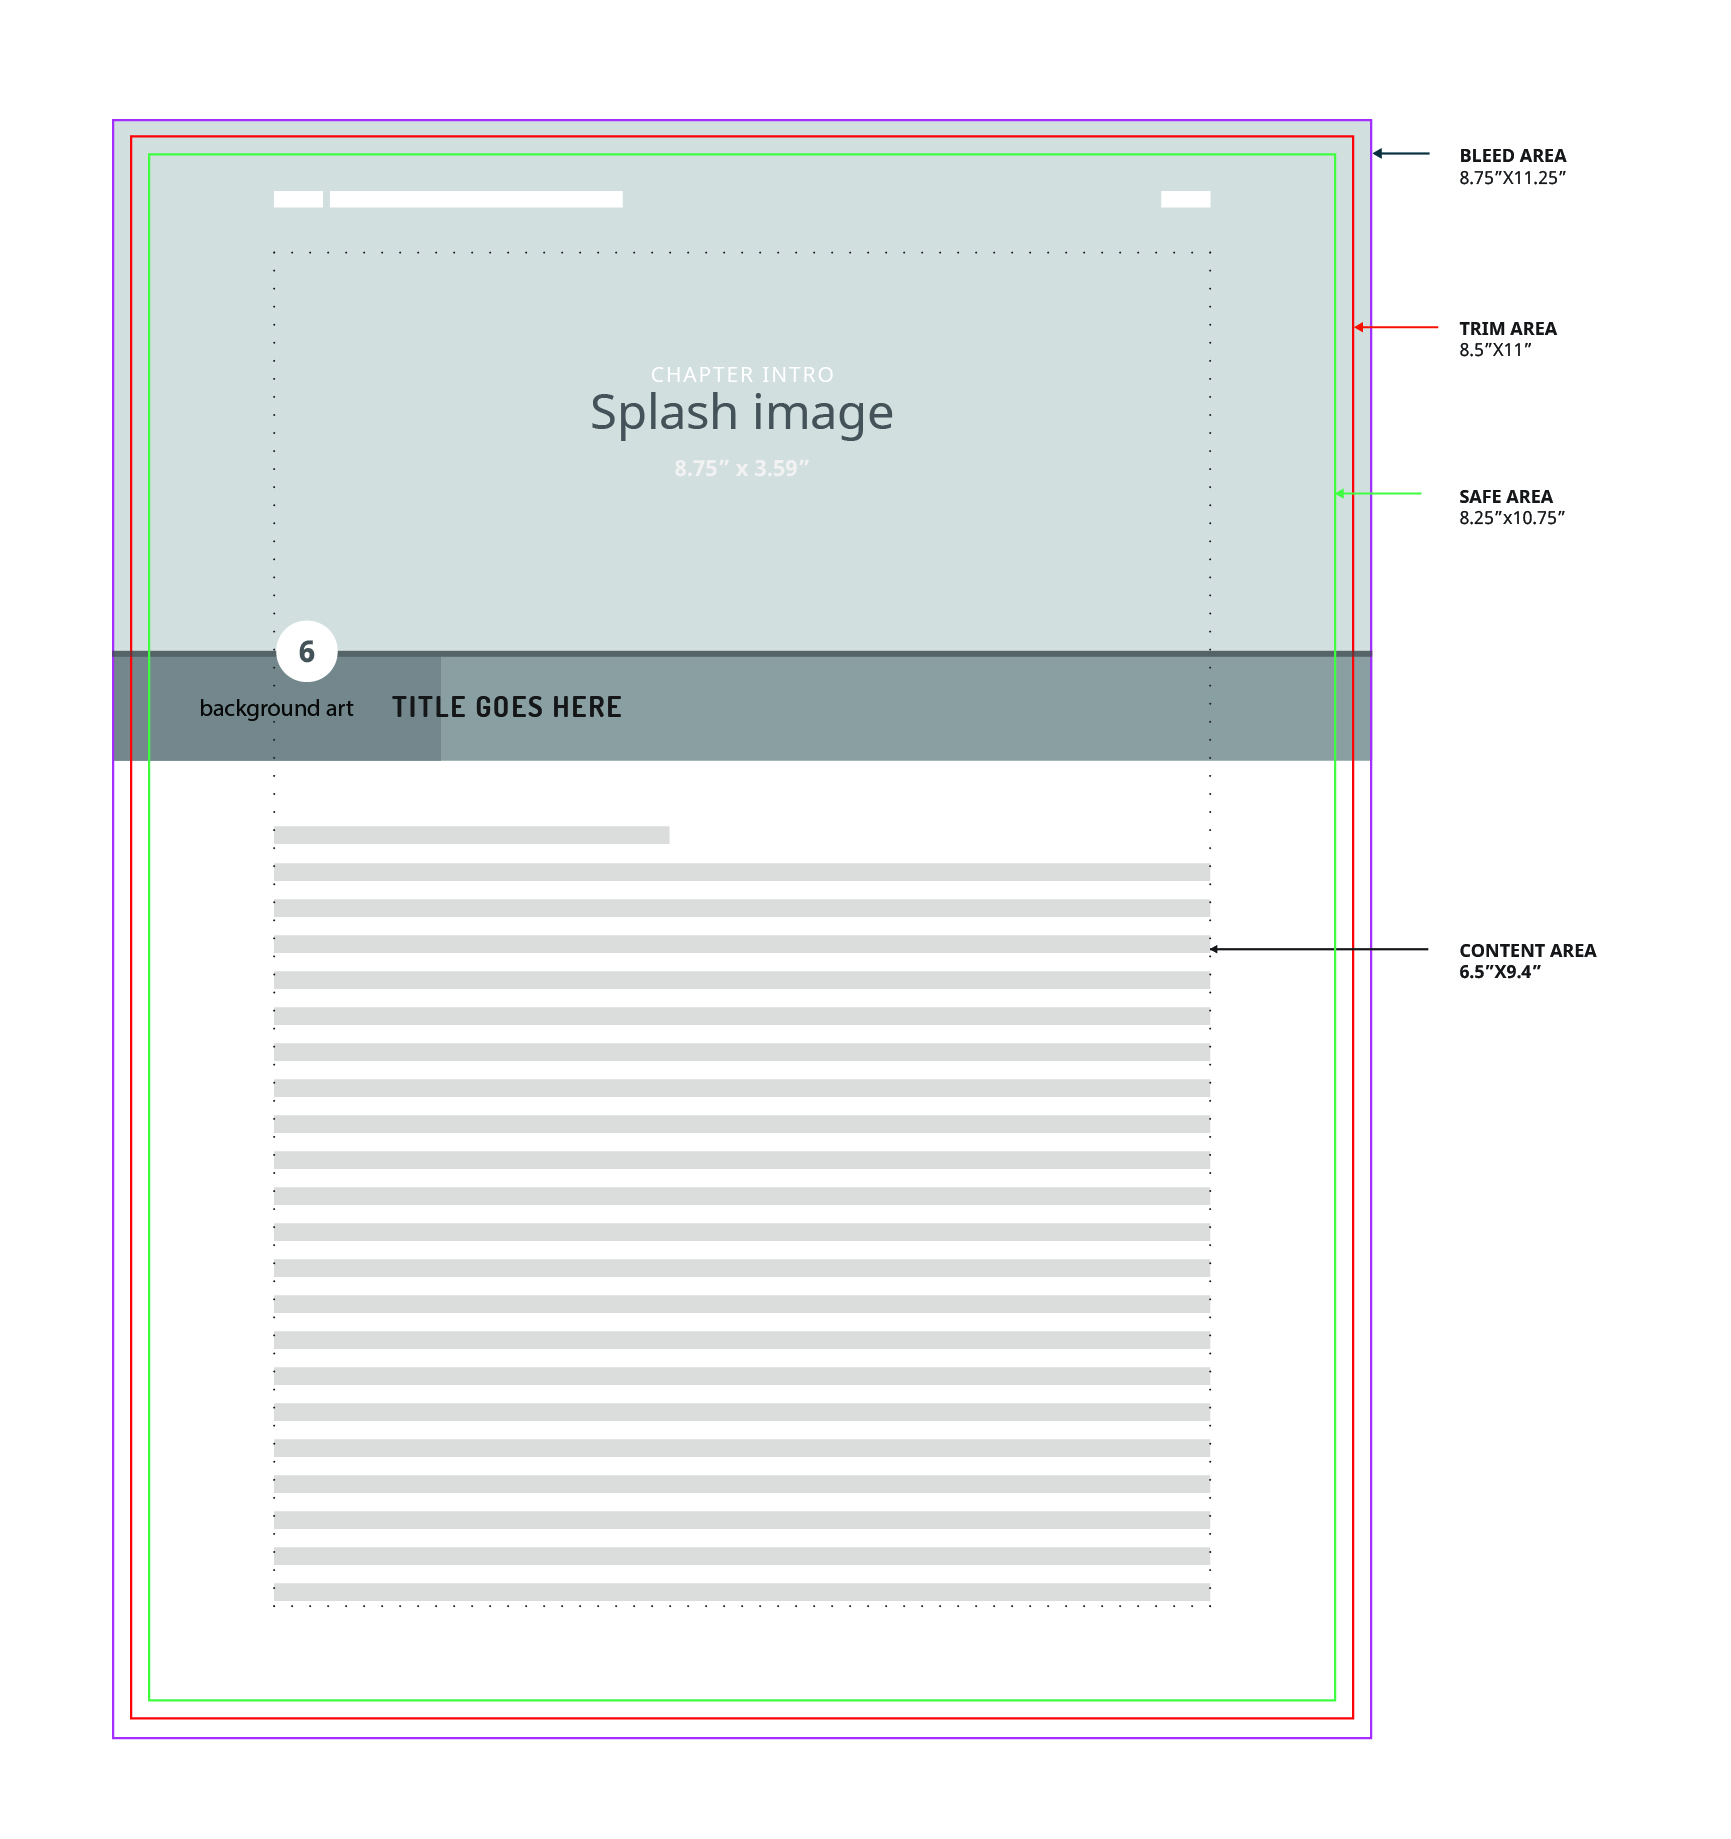 BLEED AREA
8.75”X11.25”
TRIM AREA
8.5”X11”
CHAPTER INTRO
Splash image
8.75” x 3.59”
SAFE AREA
8.25”x10.75”
6
background art
TITLE GOES HERE
CONTENT AREA
6.5”X9.4”